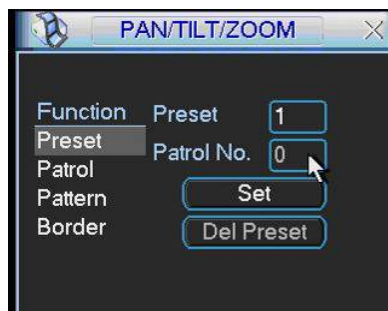 PAN/TILT/ZOOM
Function
Preset
Patrol
Pattern
Border
Preset 1
Patrol No. 0
Set
Del Preset